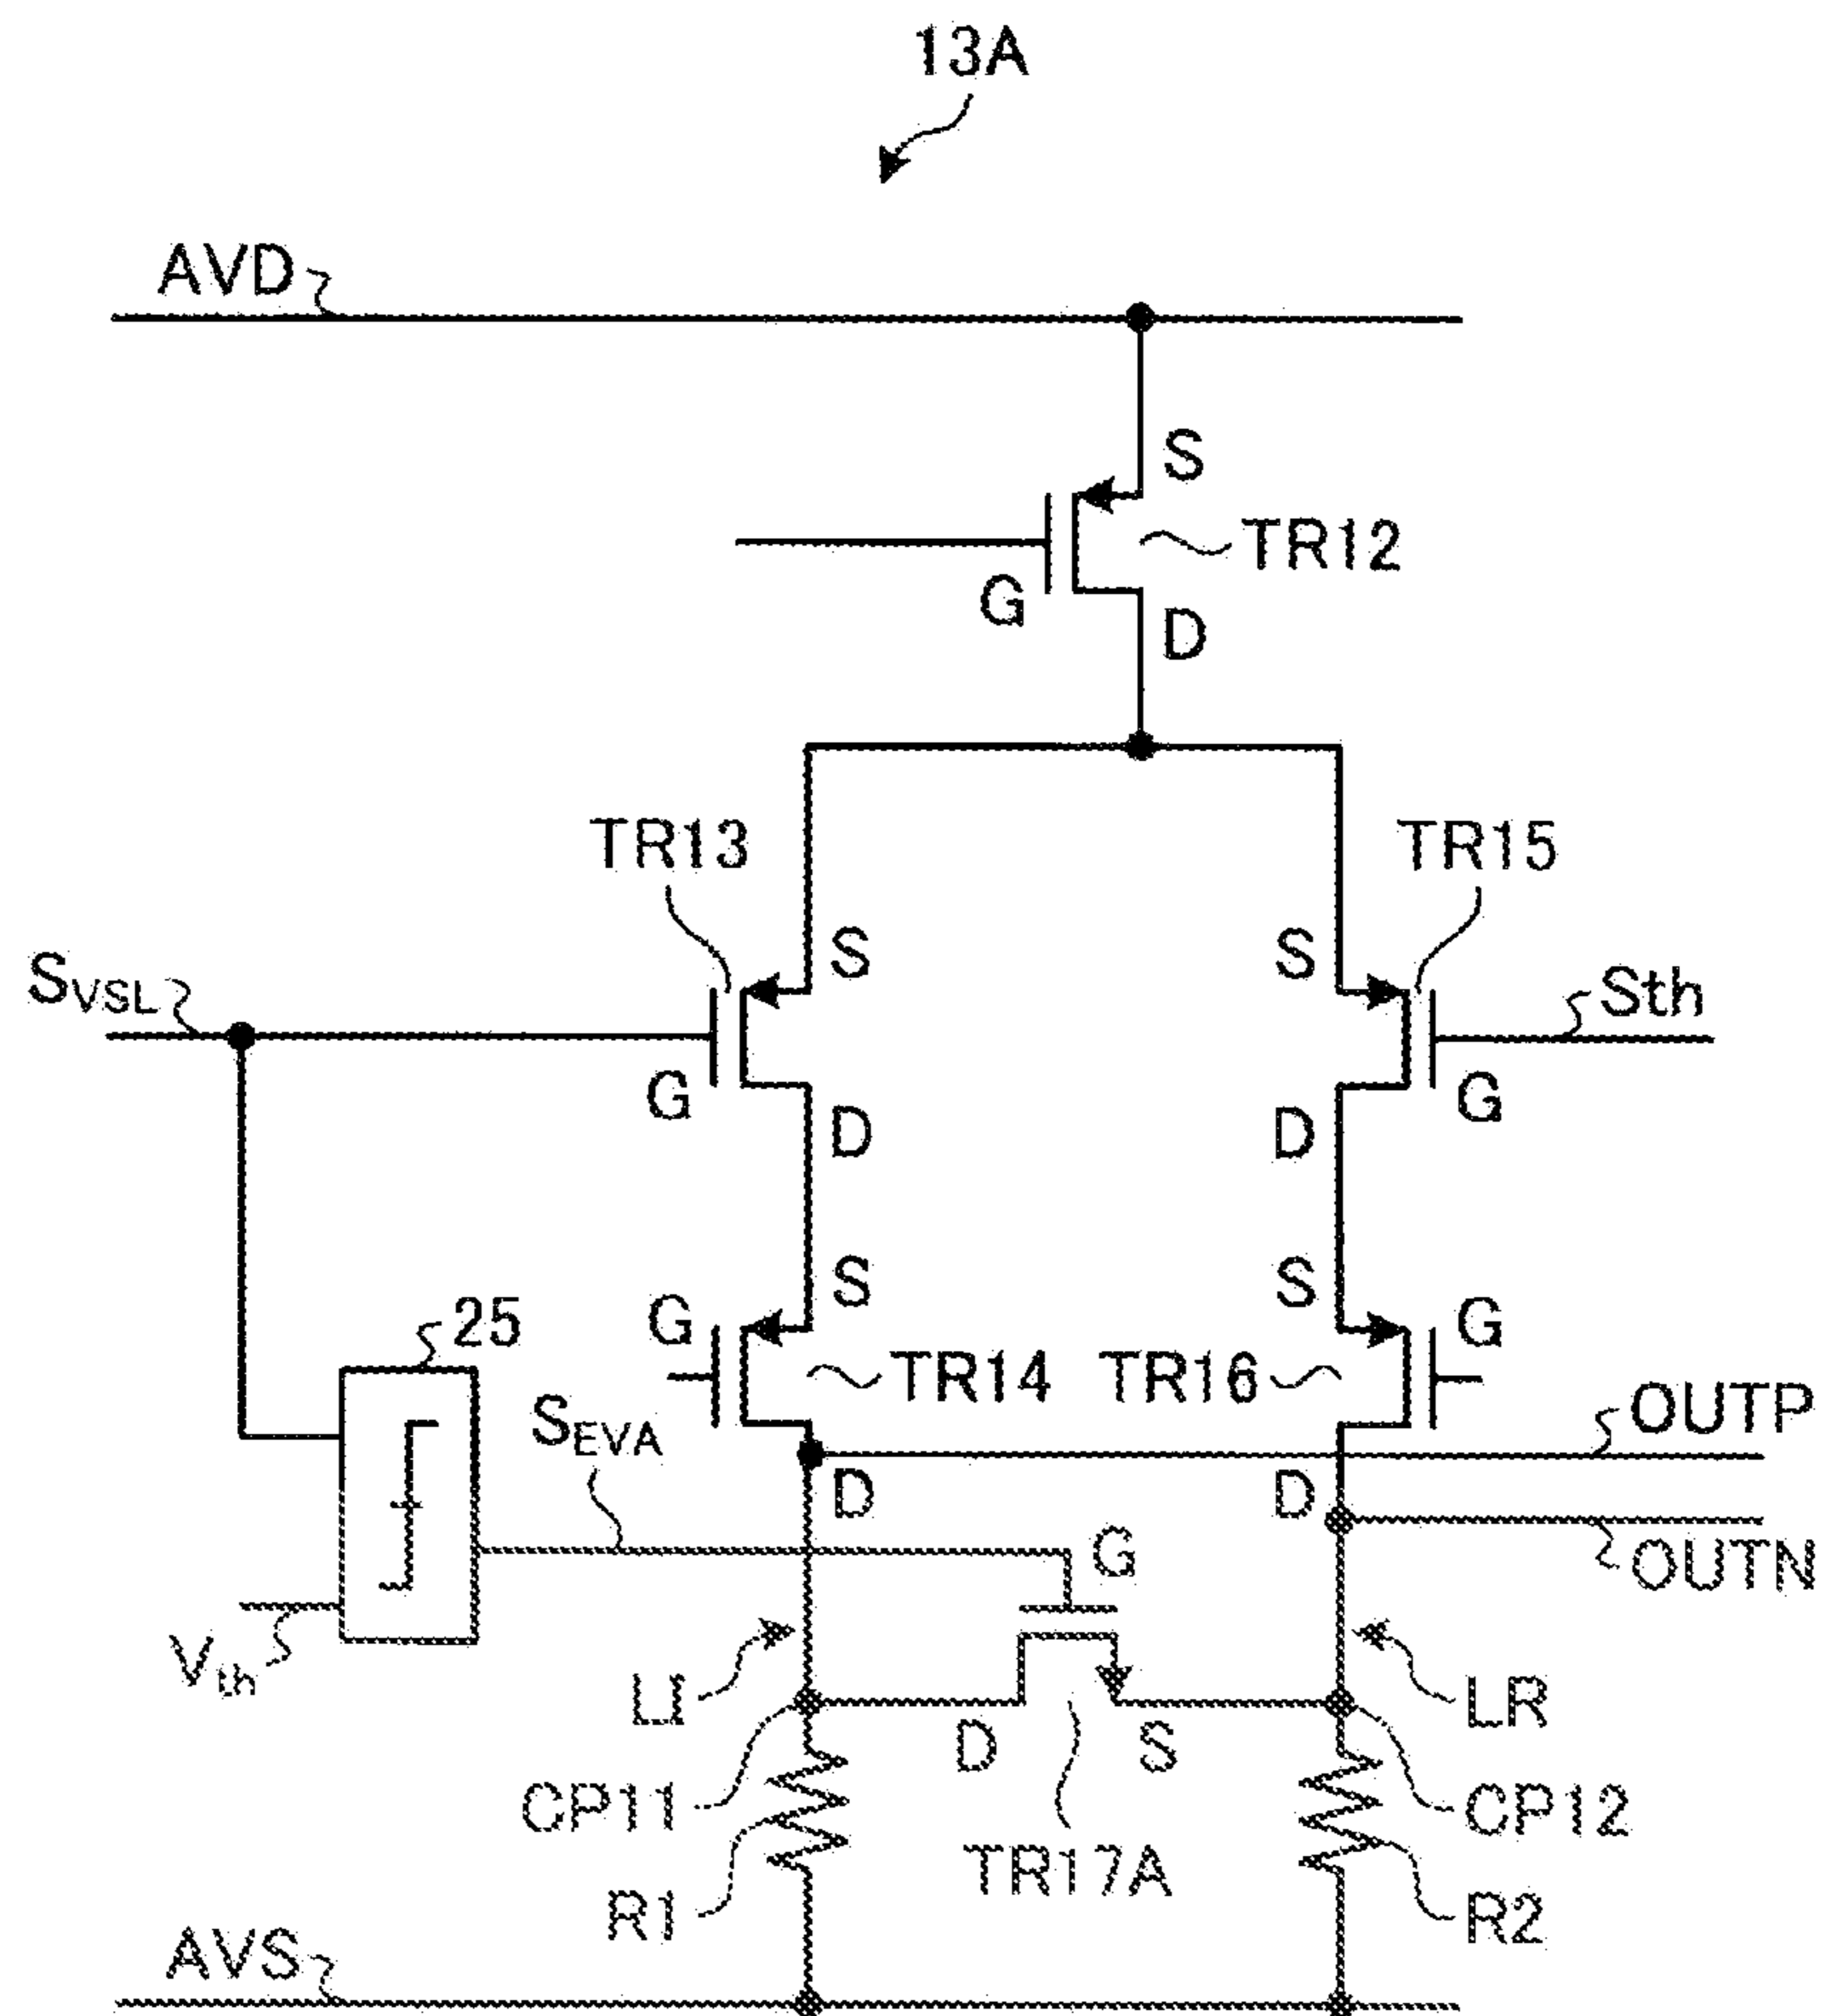 13A
AVD
S
TR12
G
D
TR13
TR15
S
S
SVSL
Sth
G
G
D
D
S
S
25
G
G
TR14
TR16
OUTP
SEVA
D
D
G
OUTN
Vth
LI
LR
D
S
CP11
CP12
TR17A
R1
R2
AVS